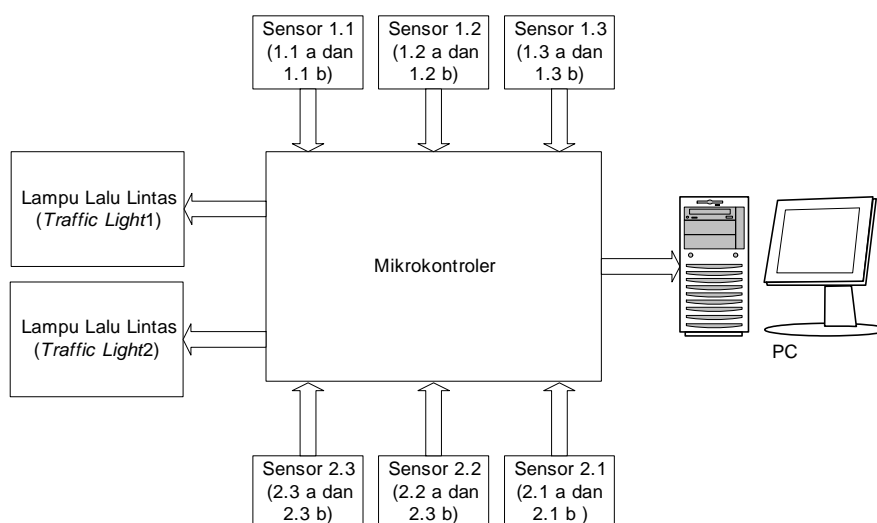 Sensor 1.1
(1.1 a dan
1.1 b)
Sensor 1.2
(1.2 a dan
1.2 b)
Sensor 1.3
(1.3 a dan
1.3 b)
Lampu Lalu Lintas
(Traffic Light1)
Mikrokontroler
Lampu Lalu Lintas
(Traffic Light2)
PC
Sensor 2.3
(2.3 a dan
2.3 b)
Sensor 2.2
(2.2 a dan
2.3 b)
Sensor 2.1
(2.1 a dan
2.1 b )